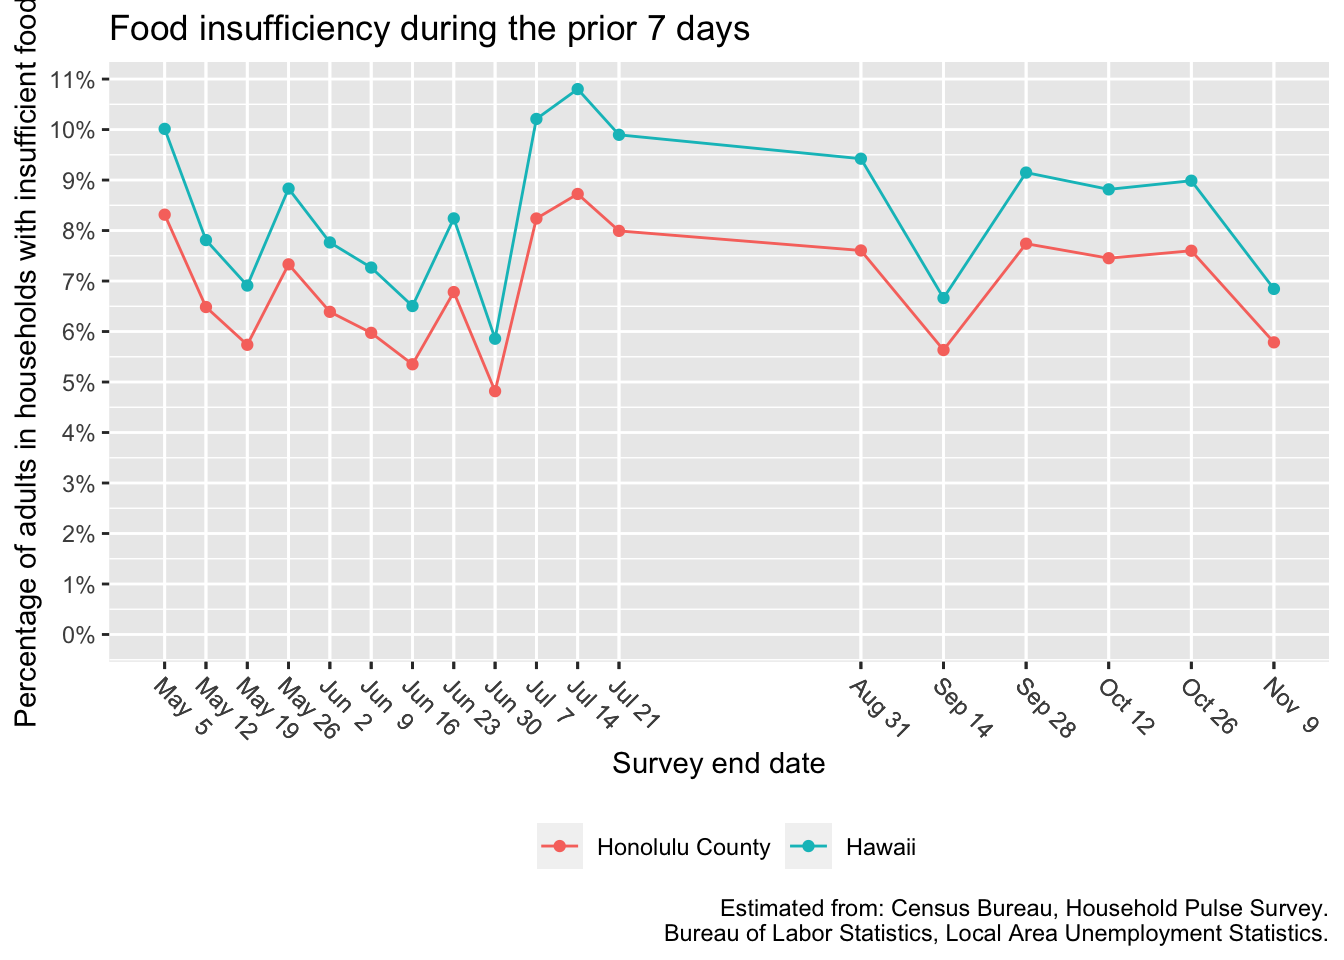 Food insufficiency during the prior 7 days
Percentage of adults in households with insufficient food
11%
10%
9%
8%
7%
6%
5%
4%
3%
2%
1%
0%
May 5
May 12
May 19
May 26
Jun 2
Jun 9
Jun 16
Jun 23
Jun 30
Jul 7
Jul 14
Jul 21
Aug 31
Sep 14
Sep 28
Oct 12
Oct 26
Nov 9
Survey end date
Honolulu County
Hawaii
Estimated from: Census Bureau, Household Pulse Survey.
Bureau of Labor Statistics, Local Area Unemployment Statistics.